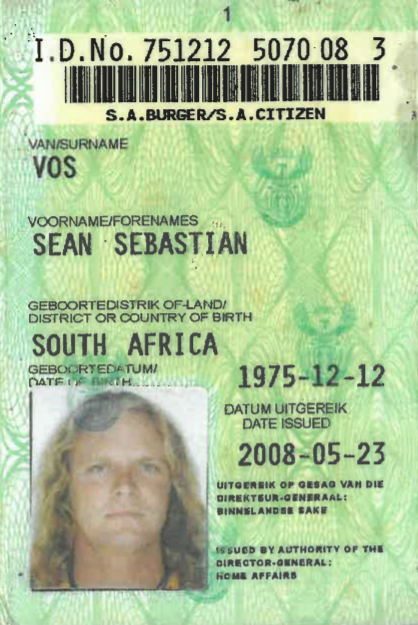 1
I.D.No. 751212 5070 08 3
S.A.BURGER/S.A.CITIZEN
VAN/SURNAME
VOS
VOORNAME/FORENAMES
SEAN SEBASTIAN
GEBOORTEDISTRIK OF-LAND/
DISTRICT OR COUNTRY OF BIRTH
SOUTH AFRICA
GEBOORTEDATUM/
DATE OF BIRTH
1975-12-12
DATUM UITGEREIK
DATE ISSUED
2008-05-23
UITGEREIK OP GESAG VAN DIE
DIREKTEUR-GENERAAL:
BINNELANDSE SAKE
ISSUED BY AUTHORITY OF THE
DIRECTOR-GENERAL:
HOME AFFAIRS